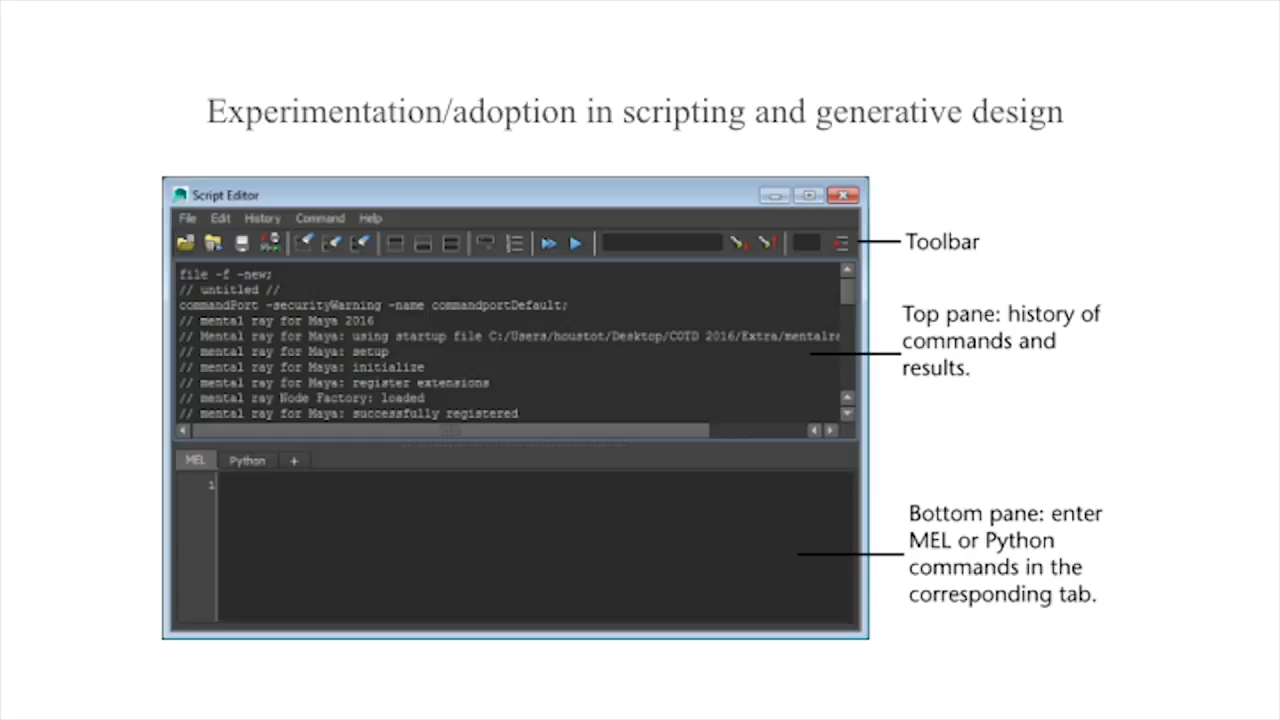 Experimentation/adoption in scripting and generative design
Script Editor
File Edit History Command Help
Toolbar
file -f -new;
// untitled //
commandPort -securityWarning -name commandportDefault;
// mental ray for Maya 2016
// Mental ray for Maya: using startup file C:/Users/houstot/Desktop/COTD 2016/Extra/mentalra
// mental ray for Maya: setup
// mental ray for Maya: initialize
// mental ray for Maya: register extensions
// mental ray Node Factory: loaded
// mental ray for Maya: successfully registered
Top pane: history of
commands and
results.
MEL Python +
1
Bottom pane: enter
MEL or Python
commands in the
corresponding tab.